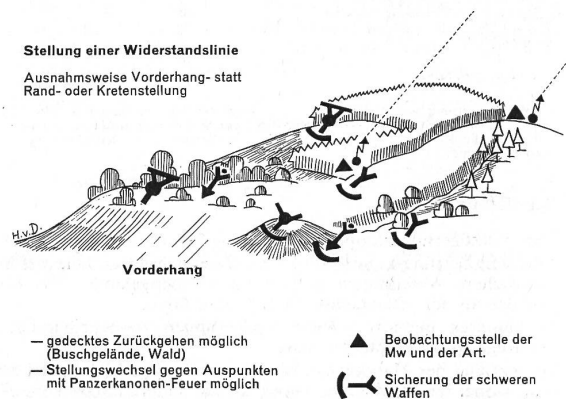 Stellung einer Widerstandslinie
Ausnahmsweise Vorderhang- statt
Rand- oder Kretenstellung
H.v.D.
Vorderhang
— gedecktes Zurückgehen möglich
(Buschgelände, Wald)
— Stellungswechsel gegen Auspunkten
mit Panzerkanonen-Feuer möglich
Beobachtungsstelle der
Mw und der Art.
Sicherung der schweren
Waffen